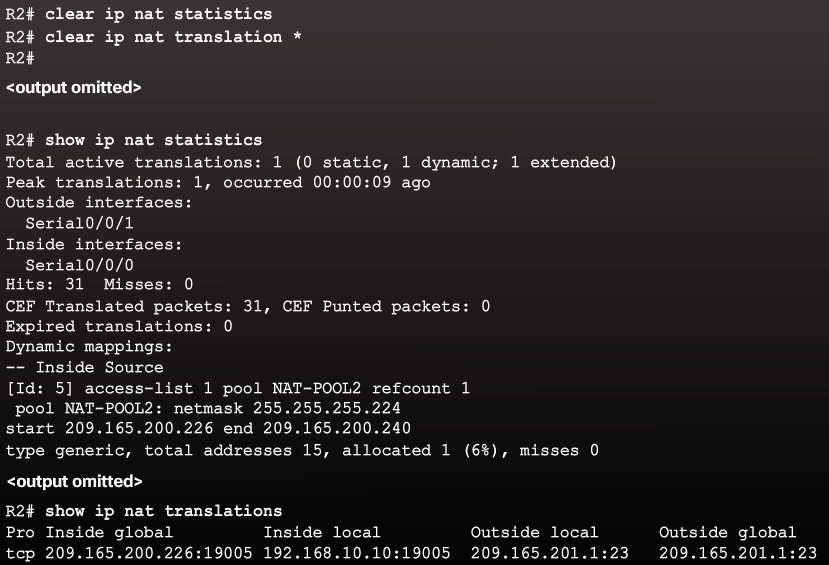 R2# clear ip nat statistics
R2# clear ip nat translation *
R2#
<output omitted>
R2# show ip nat statistics
Total active translations: 1 (0 static, 1 dynamic; 1 extended)
Peak translations: 1, occurred 00:00:09 ago
Outside interfaces:
  Serial0/0/1
Inside interfaces:
  Serial0/0/0
Hits: 31  Misses: 0
CEF Translated packets: 31, CEF Punted packets: 0
Expired translations: 0
Dynamic mappings:
-- Inside Source
[Id: 5] access-list 1 pool NAT-POOL2 refcount 1
 pool NAT-POOL2: netmask 255.255.255.224
start 209.165.200.226 end 209.165.200.240
type generic, total addresses 15, allocated 1 (6%), misses 0
<output omitted>
R2# show ip nat translations
Pro Inside global         Inside local         Outside local      Outside global
tcp 209.165.200.226:19005 192.168.10.10:19005  209.165.201.1:23   209.165.201.1:23